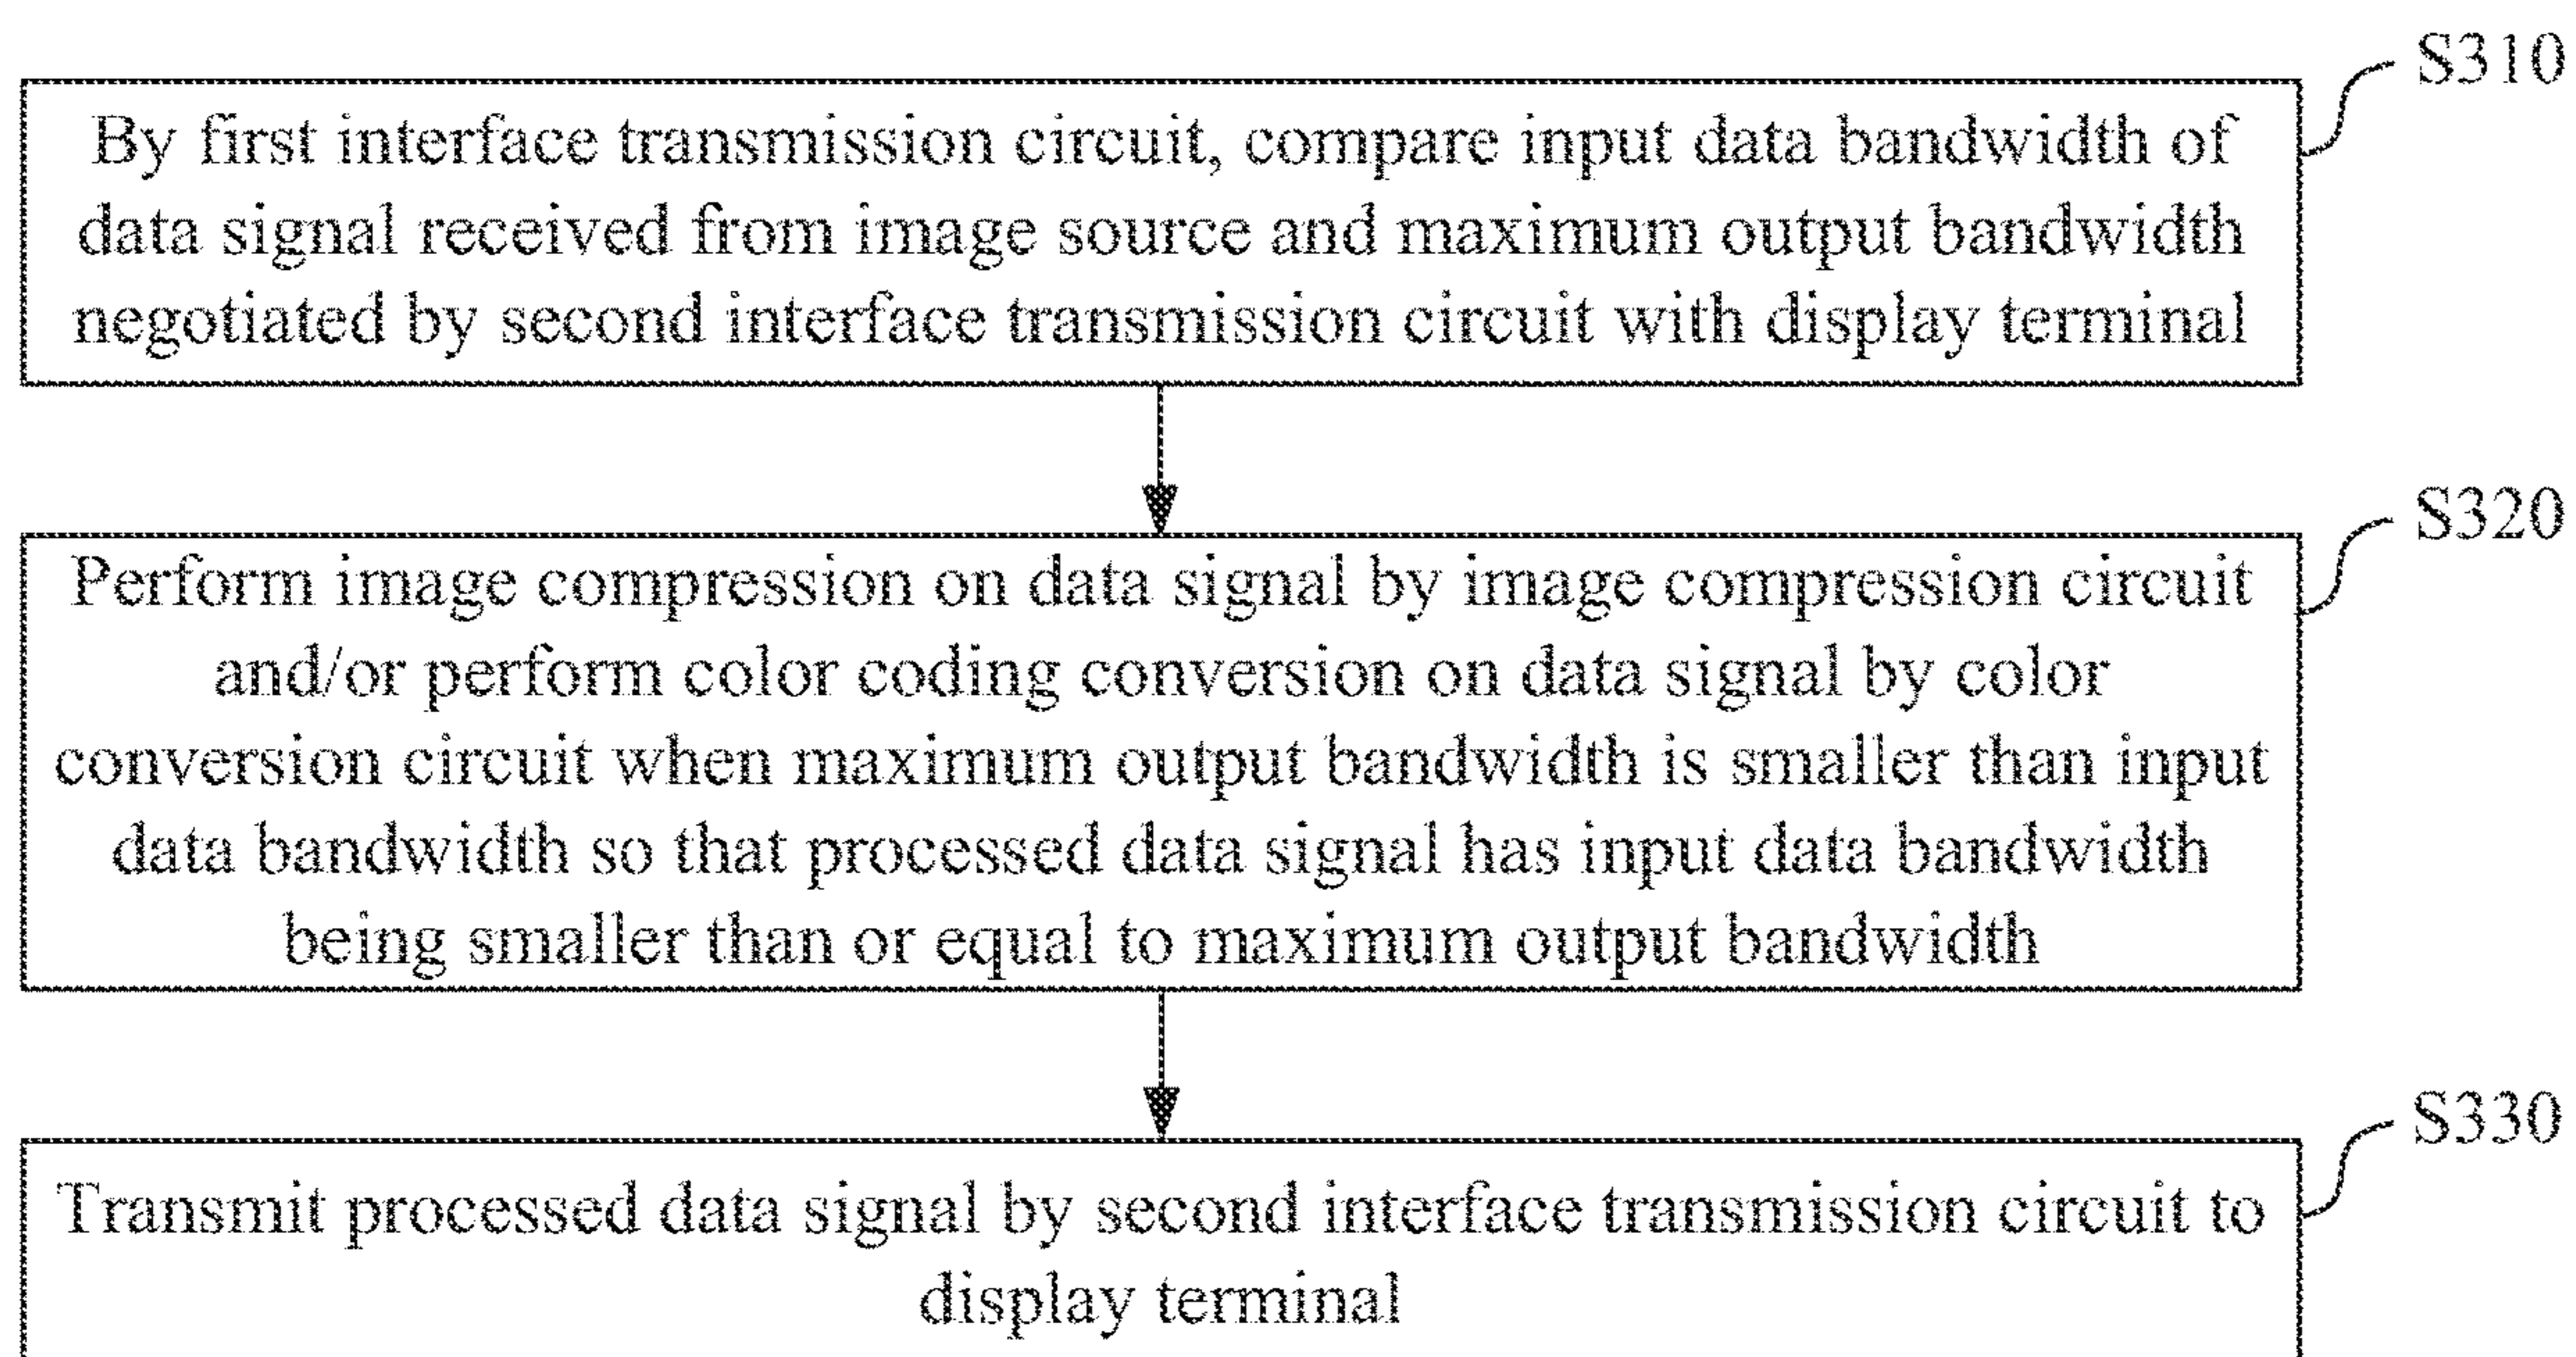 S310
By first interface transmission circuit, compare input data bandwidth of
data signal received from image source and maximum output bandwidth
negotiated by second interface transmission circuit with display terminal
S320
Perform image compression on data signal by image compression circuit
and/or perform color coding conversion on data signal by color
conversion circuit when maximum output bandwidth is smaller than input
data bandwidth so that processed data signal has input data bandwidth
being smaller than or equal to maximum output bandwidth
S330
Transmit processed data signal by second interface transmission circuit to
display terminal